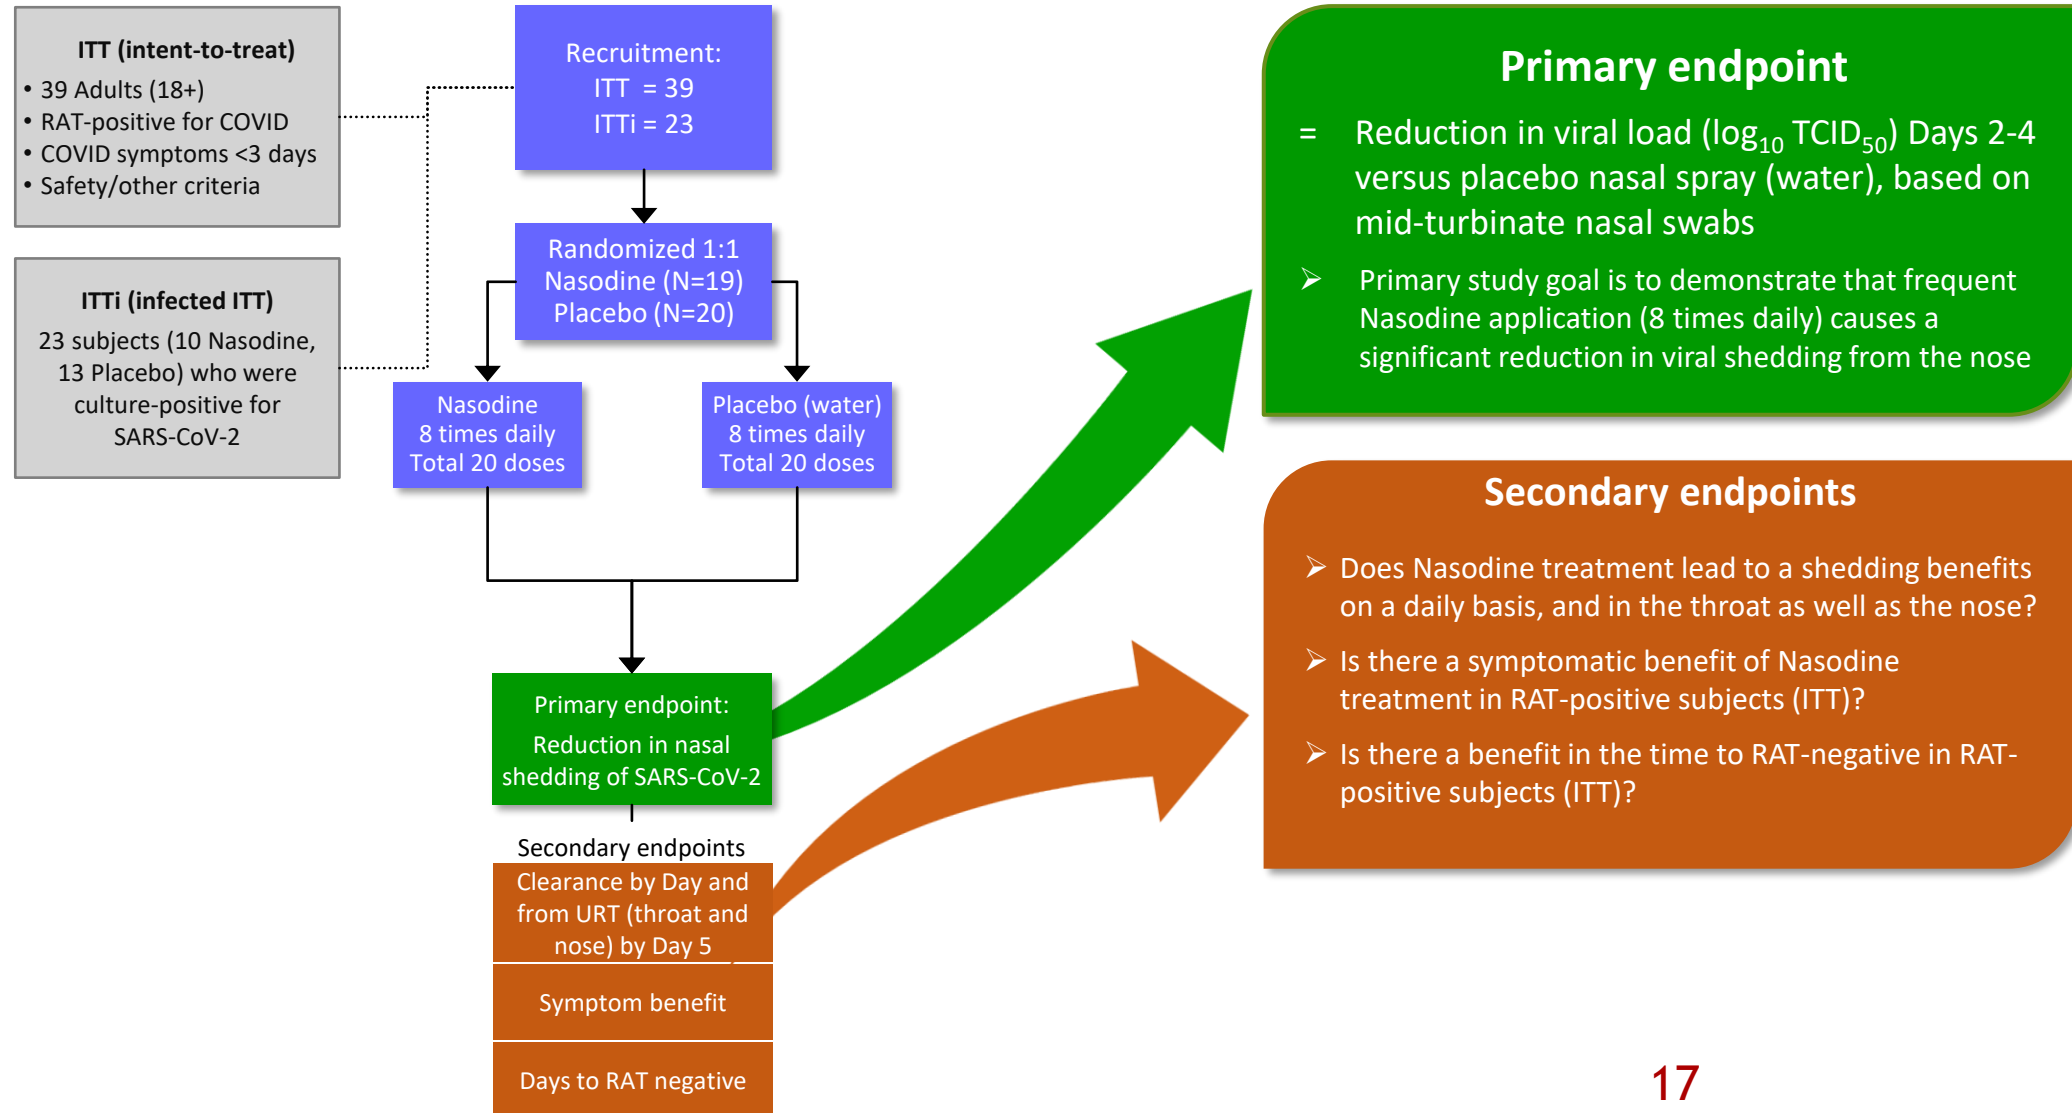 ITT (intent-to-treat)
• 39 Adults (18+)
• RAT-positive for COVID
• COVID symptoms <3 days
• Safety/other criteria
ITTi (infected ITT)
23 subjects (10 Nasodine,
13 Placebo) who were
culture-positive for
SARS-CoV-2
Recruitment:
ITT = 39
ITTi = 23
Randomized 1:1
Nasodine (N=19)
Placebo (N=20)
Nasodine
8 times daily
Total 20 doses
Placebo (water)
8 times daily
Total 20 doses
Primary endpoint:
Reduction in nasal
shedding of SARS-CoV-2
Secondary endpoints
Clearance by Day and
from URT (throat and
nose) by Day 5
Symptom benefit
Days to RAT negative
Primary endpoint
= Reduction in viral load (log₁₀ TCID₅₀) Days 2-4
versus placebo nasal spray (water), based on
mid-turbinate nasal swabs
➢ Primary study goal is to demonstrate that frequent
Nasodine application (8 times daily) causes a
significant reduction in viral shedding from the nose
Secondary endpoints
➢ Does Nasodine treatment lead to a shedding benefits
on a daily basis, and in the throat as well as the nose?
➢ Is there a symptomatic benefit of Nasodine
treatment in RAT-positive subjects (ITT)?
➢ Is there a benefit in the time to RAT-negative in RAT-
positive subjects (ITT)?
17